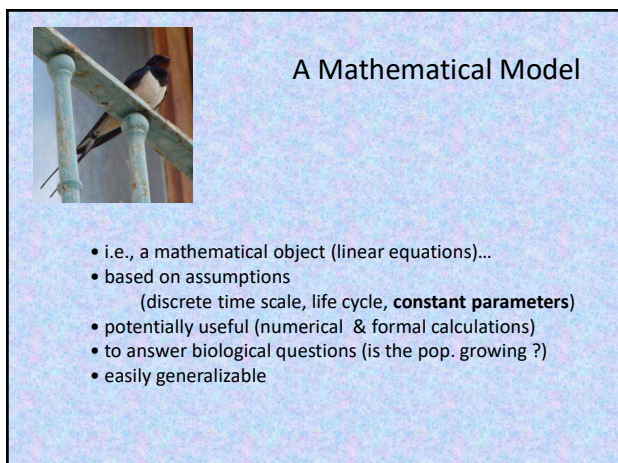 A Mathematical Model
• i.e., a mathematical object (linear equations)…
• based on assumptions
(discrete time scale, life cycle, constant parameters)
• potentially useful (numerical & formal calculations)
• to answer biological questions (is the pop. growing ?)
• easily generalizable